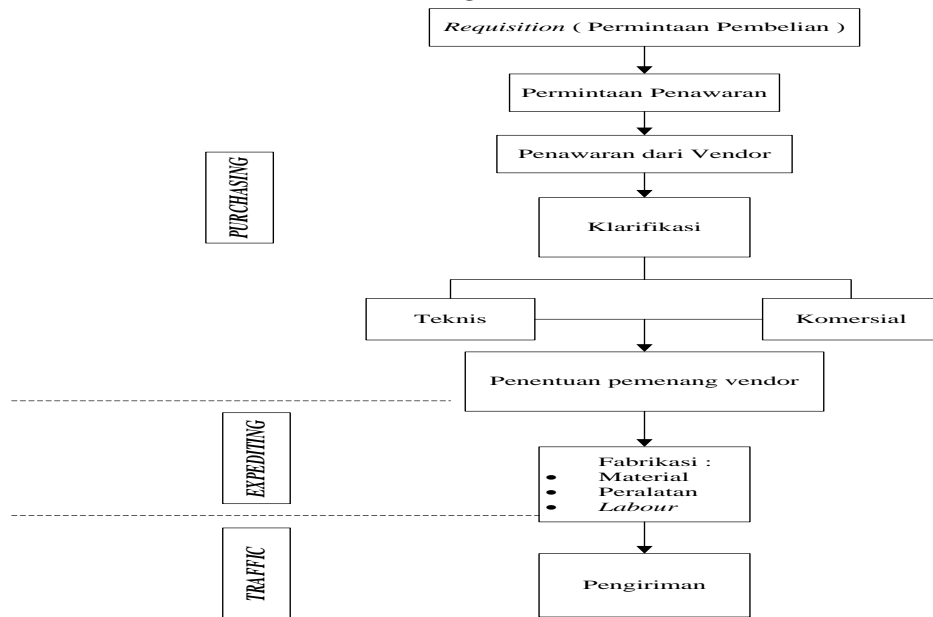 Requisition ( Permintaan Pembelian )
Permintaan Penawaran
Penawaran dari Vendor
PURCHASING
Klarifikasi
Teknis
Komersial
Penentuan pemenang vendor
EXPEDITING
Fabrikasi :
• Material
• Peralatan
• Labour
TRAFFIC
Pengiriman